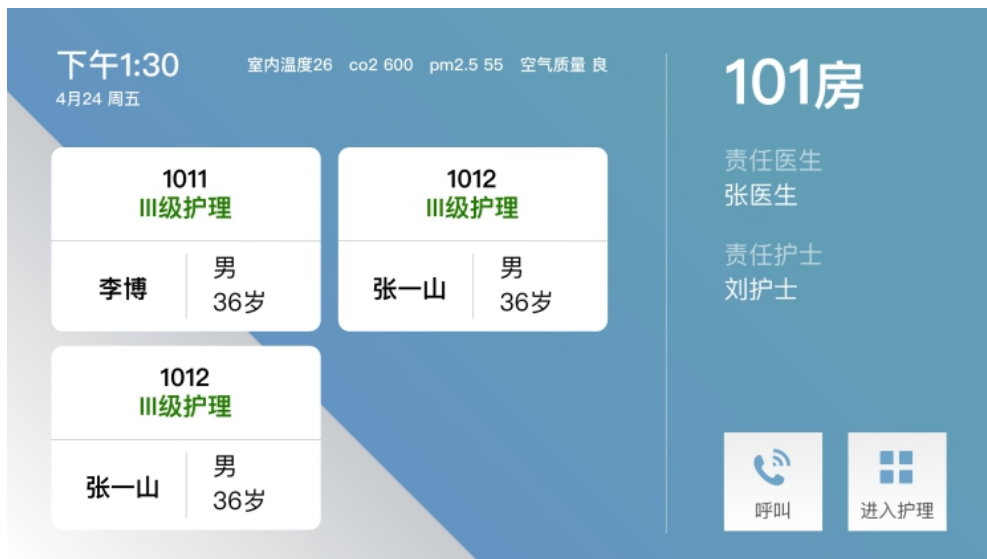 下午1:30
4月24 周五
室内温度26 co2 600 pm2.5 55 空气质量 良
1011
III级护理
李博
男
36岁
1012
III级护理
张一山
男
36岁
1012
III级护理
张一山
男
36岁
101房
责任医生
张医生
责任护士
刘护士
呼叫
进入护理